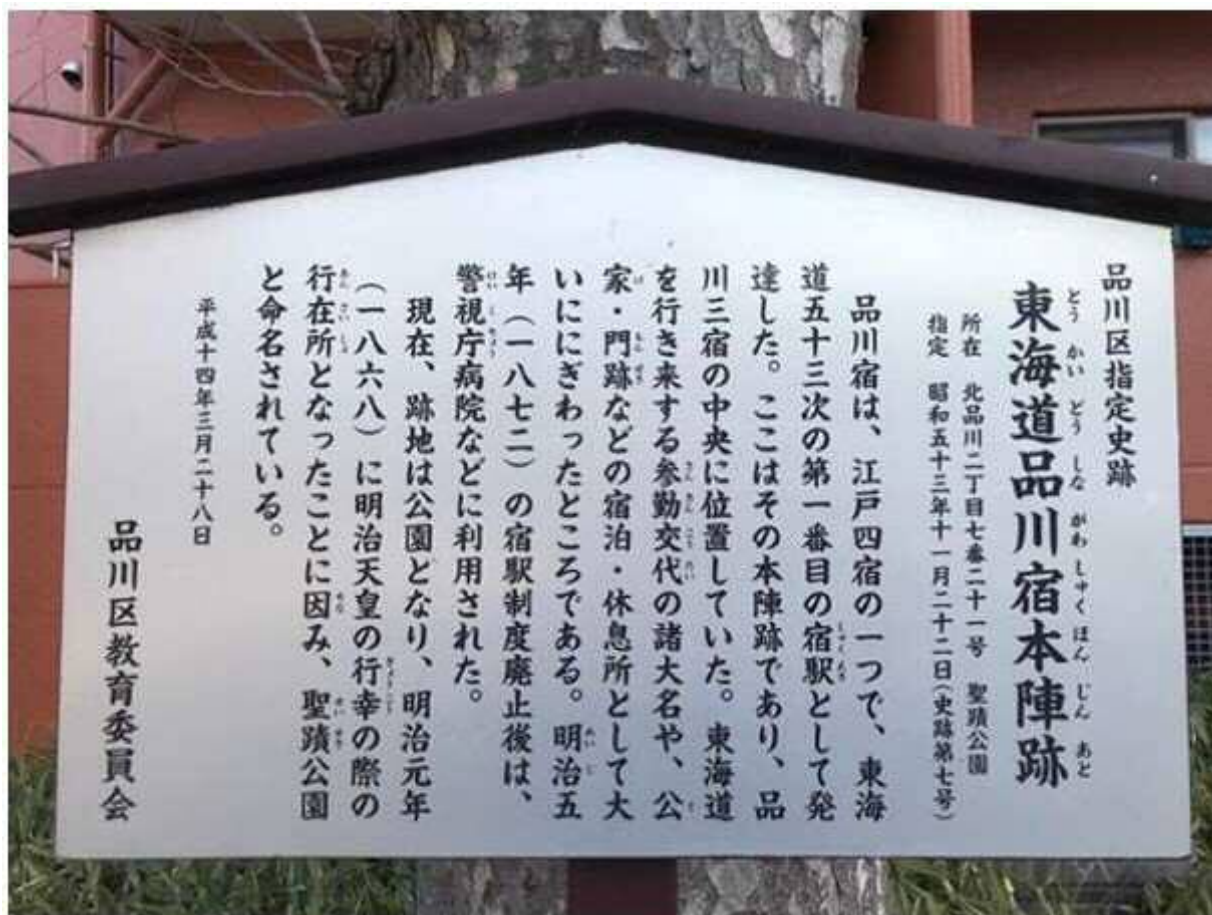 品川区指定史跡
東海道品川宿本陣跡
所在 北品川二丁目七番二十一号 聖蹟公園
指定 昭和五十三年十一月二十二日(史跡第七号)
品川宿は、江戸四宿の一つで、東海
道五十三次の第一番目の宿駅として発
達した。ここはその本陣跡であり、品
川三宿の中央に位置していた。東海道
を行き来する参勤交代の諸大名や、公
家・門跡などの宿泊・休息所として大
いににぎわったところである。明治五
年(一八七二)の宿駅制度廃止後は、
警視庁病院などに利用された。
現在、跡地は公園となり、明治元年
(一八六八)に明治天皇の行幸の際の
行在所となったことに因み、聖蹟公園
と命名されている。
平成十四年三月二十八日
品川区教育委員会